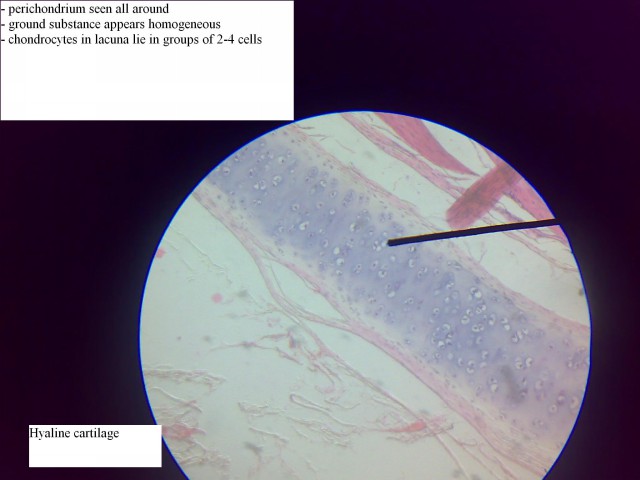 - perichondrium seen all around
- ground substance appears homogeneous
- chondrocytes in lacuna lie in groups of 2-4 cells
Hyaline cartilage